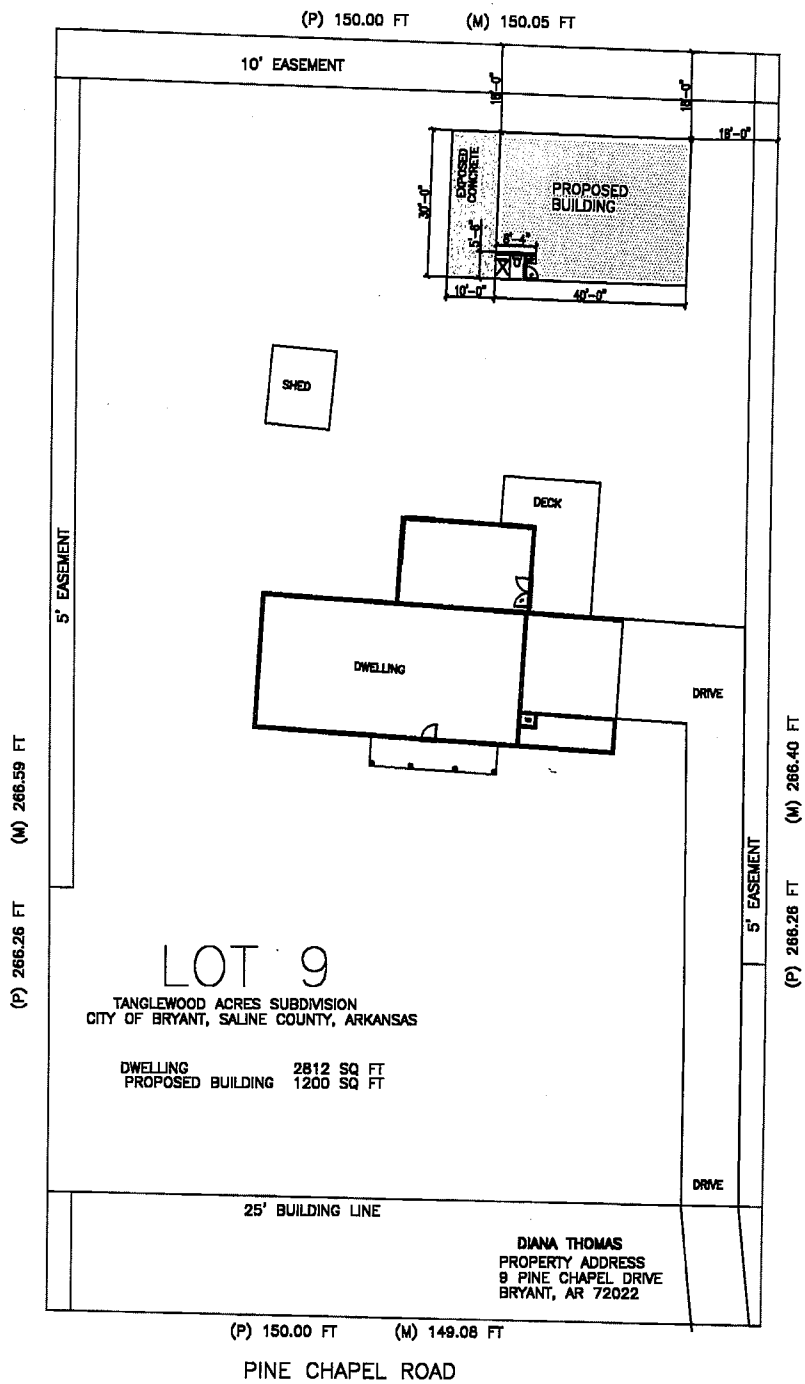 (P) 150.00 FT (M) 150.05 FT
10' EASEMENT
18'-0"
18'-0"
18'-0"
30'-0"
EXPOSED
CONCRETE
PROPOSED
BUILDING
5'-6"
6'-4"
10'-0"
40'-0"
SHED
DECK
5' EASEMENT
DWELLING
DRIVE
(M) 266.59 FT
(M) 266.40 FT
5' EASEMENT
(P) 266.26 FT
(P) 266.26 FT
LOT 9
TANGLEWOOD ACRES SUBDIVISION
CITY OF BRYANT, SALINE COUNTY, ARKANSAS
DWELLING 2812 SQ FT
PROPOSED BUILDING 1200 SQ FT
DRIVE
25' BUILDING LINE
DIANA THOMAS
PROPERTY ADDRESS
9 PINE CHAPEL DRIVE
BRYANT, AR 72022
(P) 150.00 FT (M) 149.08 FT
PINE CHAPEL ROAD